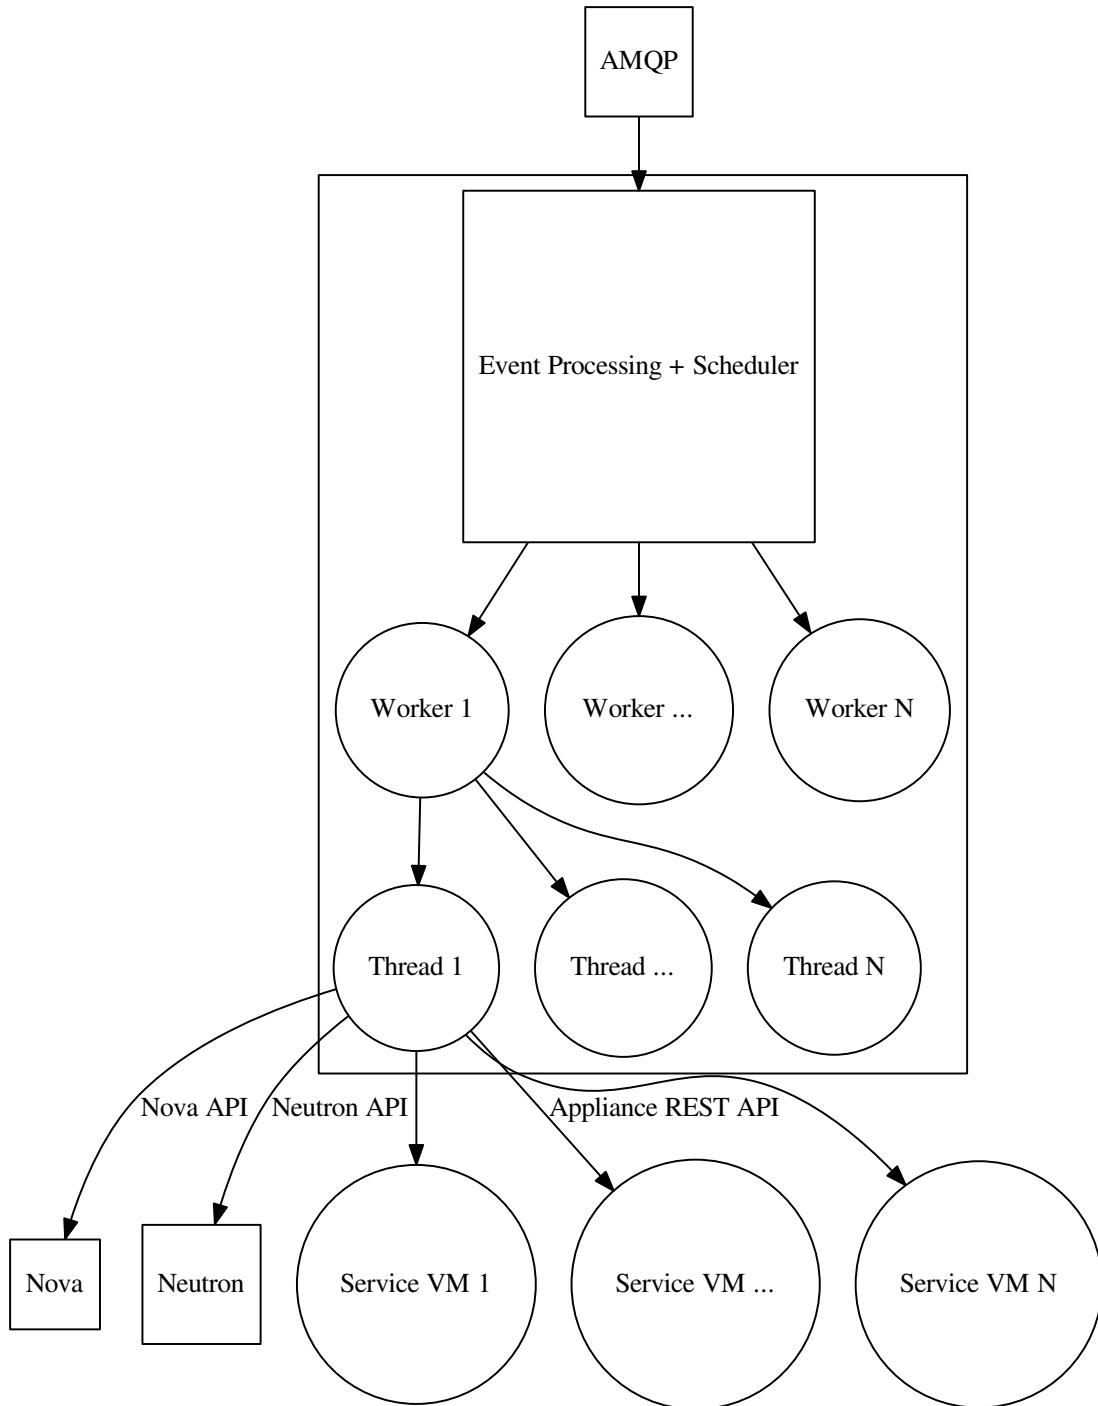 AMQP
Event Processing + Scheduler
Worker 1
Worker ...
Worker N
Thread 1
Thread ...
Thread N
Nova API
Neutron API
Appliance REST API
Nova
Neutron
Service VM 1
Service VM ...
Service VM N